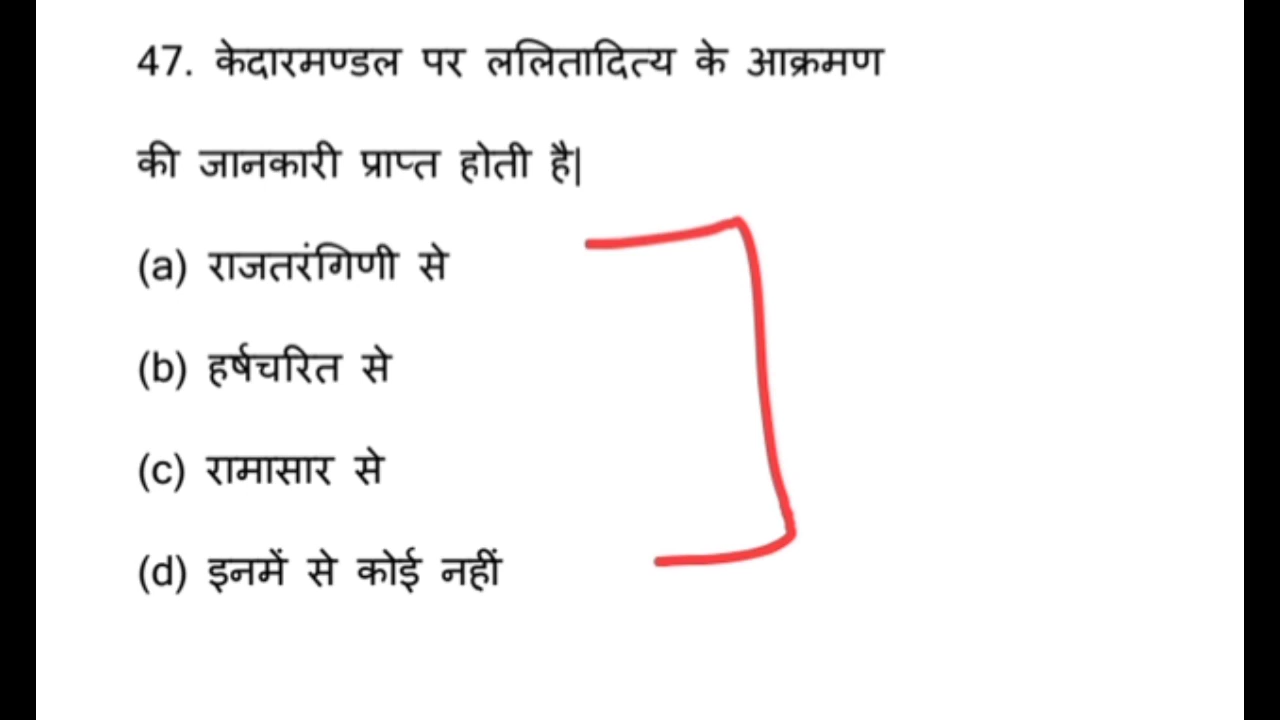 47. केदारमण्डल पर ललितादित्य के आक्रमण
की जानकारी प्राप्त होती है|
(a) राजतरंगिणी से
(b) हर्षचरित से
(c) रामासार से
(d) इनमें से कोई नहीं